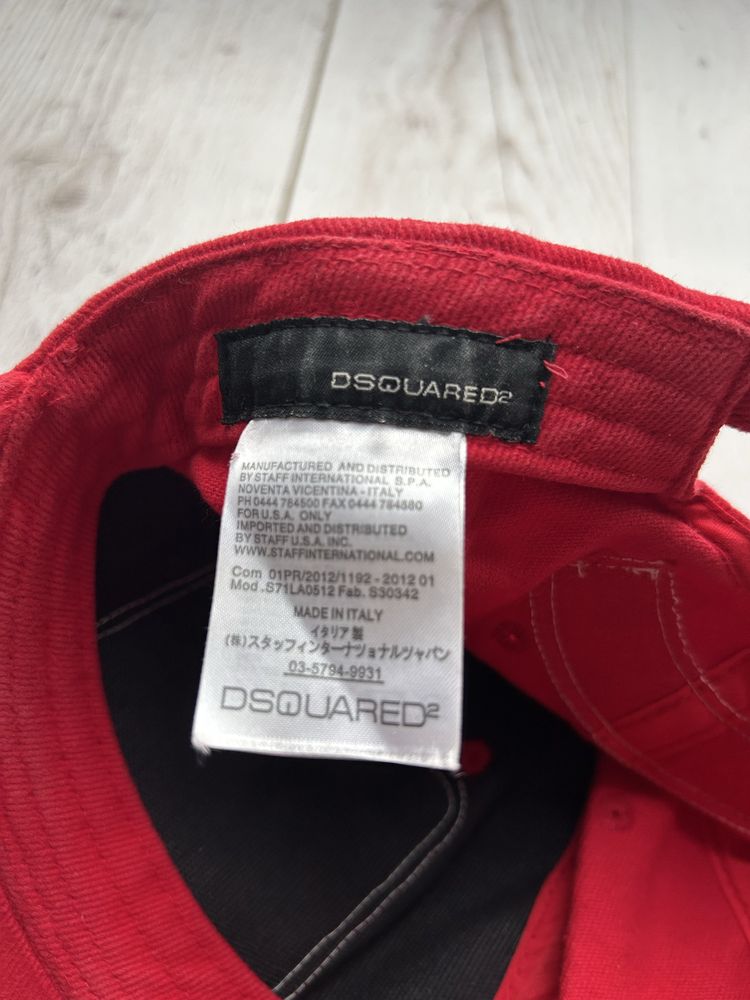 DSQUARED2
MANUFACTURED AND DISTRIBUTED
BY STAFF INTERNATIONAL S.P.A.
NOVENTA VICENTINA - ITALY
PH 0444 784500 FAX 0444 784580
FOR U.S.A. ONLY
IMPORTED AND DISTRIBUTED
BY STAFF U.S.A. INC.
WWW.STAFFINTERNATIONAL.COM
Com 01PR/2012/1192 - 2012 01
Mod. S71LA0512 Fab. S30342
MADE IN ITALY
イタリア製
(株)スタッフインターナショナルジャパン
03-5794-9931
DSQUARED2